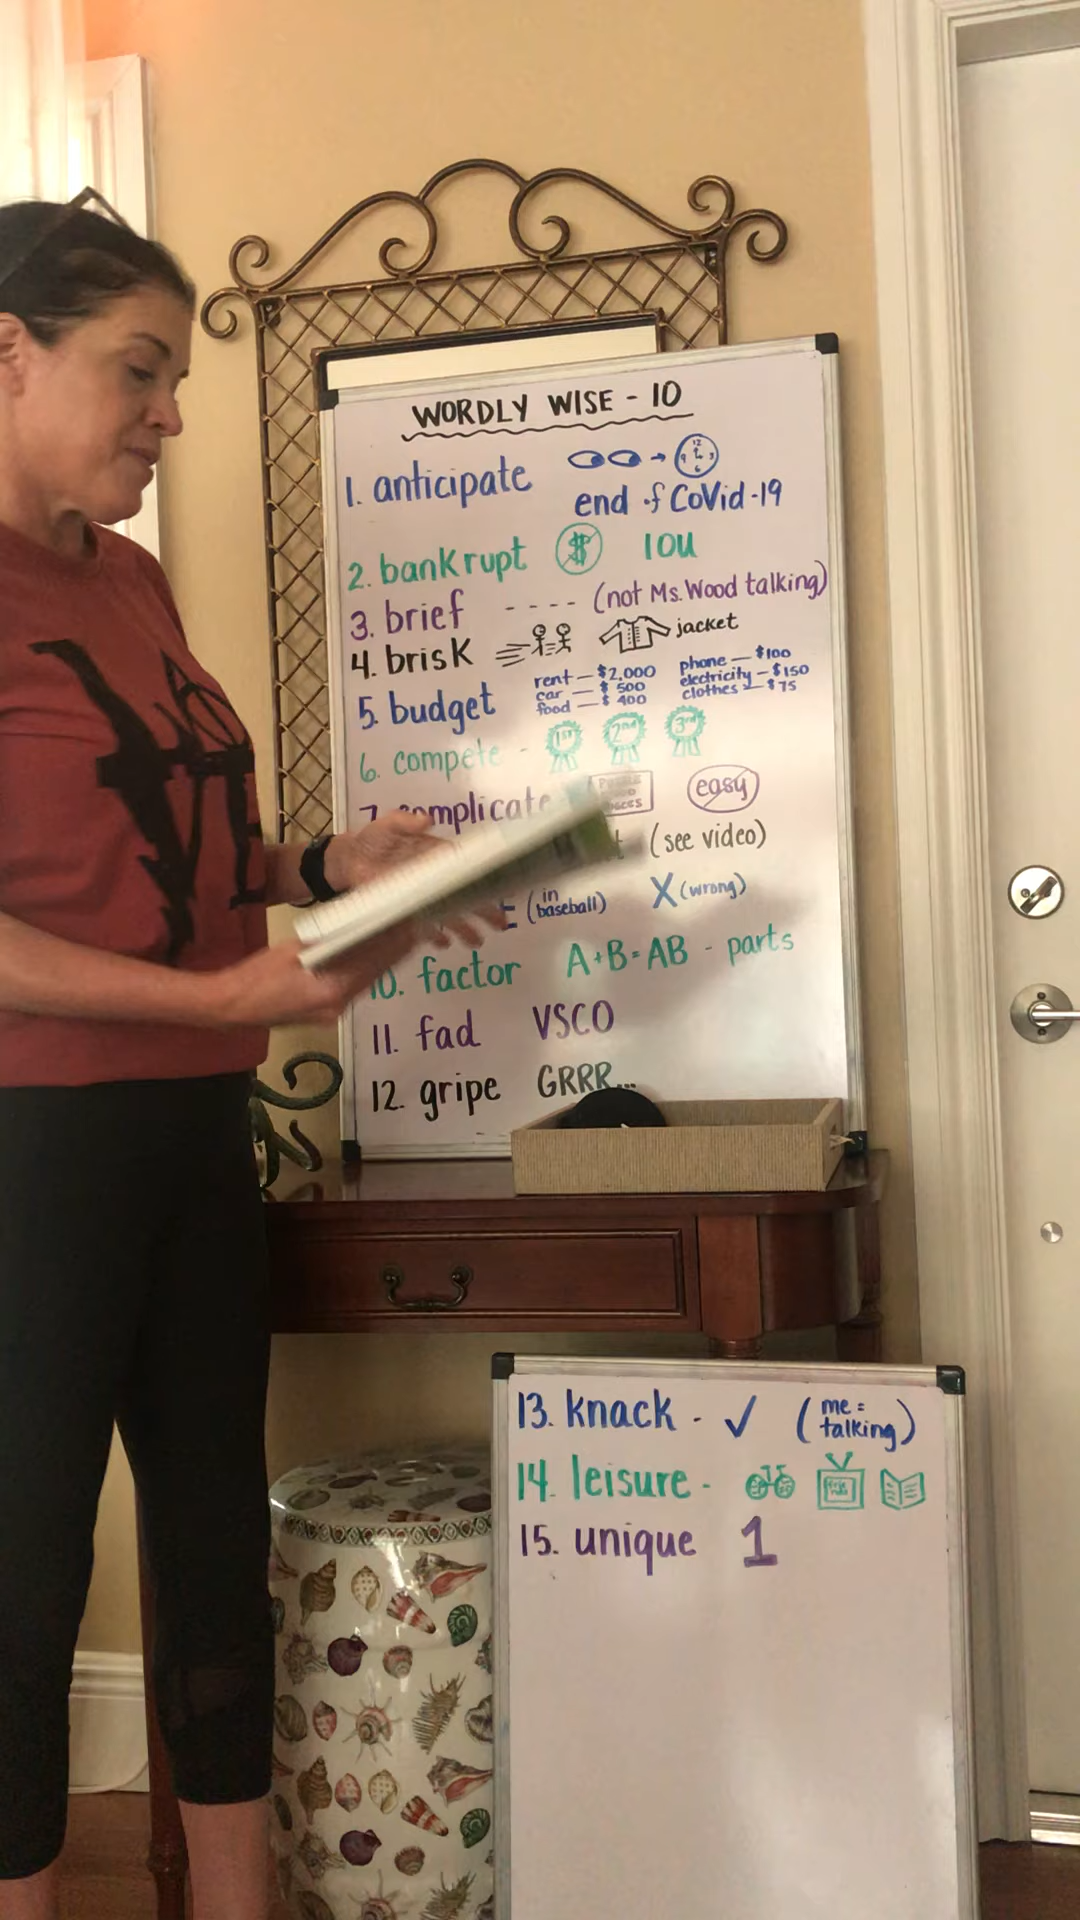 WORDLY WISE - 10
1. anticipate
end of CoVid-19
2. bankrupt $ IOU
3. brief ---- (not Ms. Wood talking)
4. brisk jacket
5. budget
rent — $2,000
car — $ 500
food — $ 400
phone — $100
electricity — $150
clothes — $75
6. compete - 1st 2nd 3rd
7. complicate easy
(see video)
(in baseball) X (wrong)
10. factor A+B=AB - parts
11. fad VSCO
12. gripe GRRR...
13. knack - ✓ (me = talking)
14. leisure -
15. unique 1